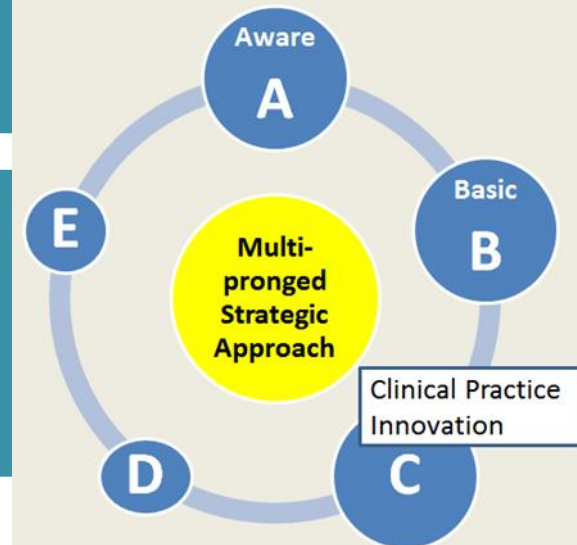 Aware
A
Basic
B
E
Multi-
pronged
Strategic
Approach
Clinical Practice
Innovation
C
D